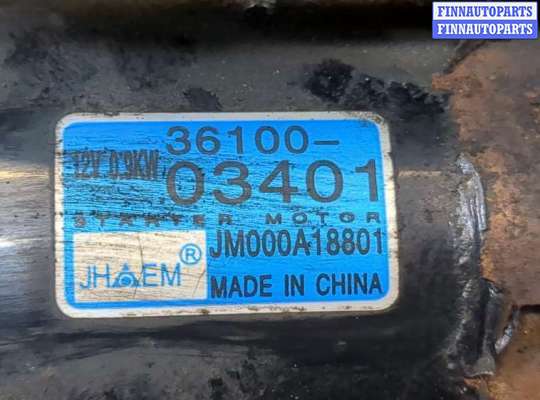 FINNAUTOPARTS
FINNAUTOPARTS
36100-
12V 0.9KW
03401
STARTER MOTOR
JM000A18801
JHAEM®
MADE IN CHINA